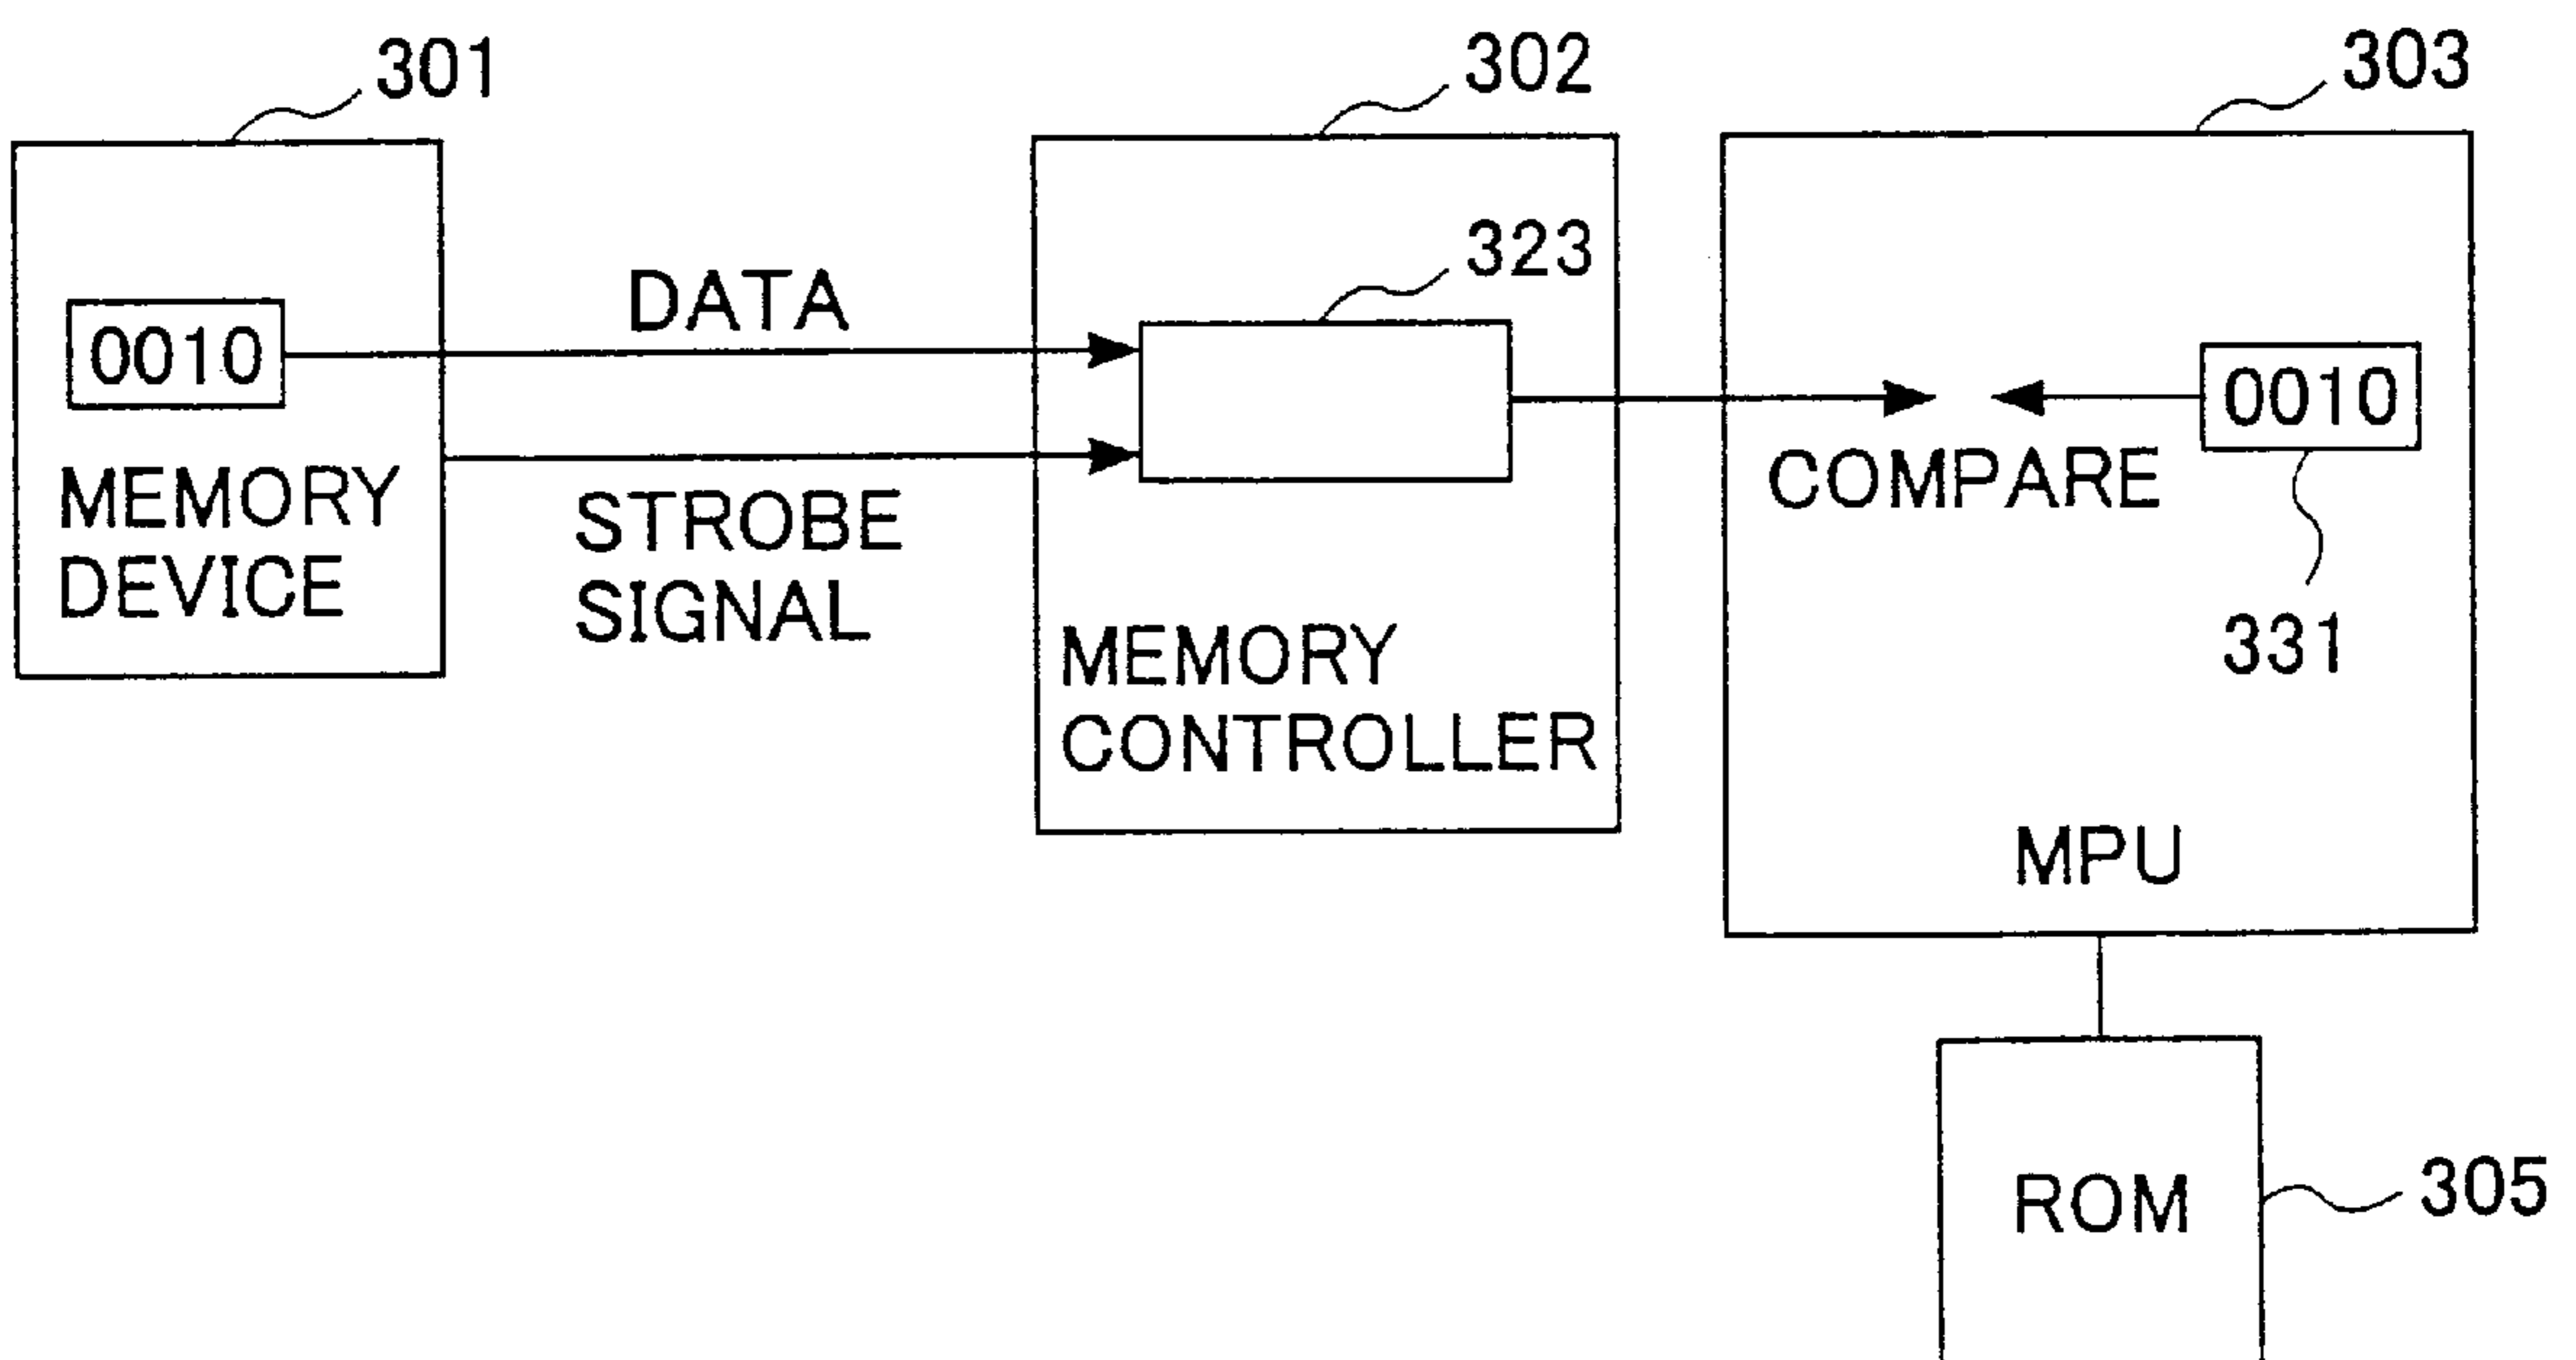 301
302
303
323
DATA
0010
0010
COMPARE
MEMORY
DEVICE
STROBE
SIGNAL
331
MEMORY
CONTROLLER
MPU
ROM
305